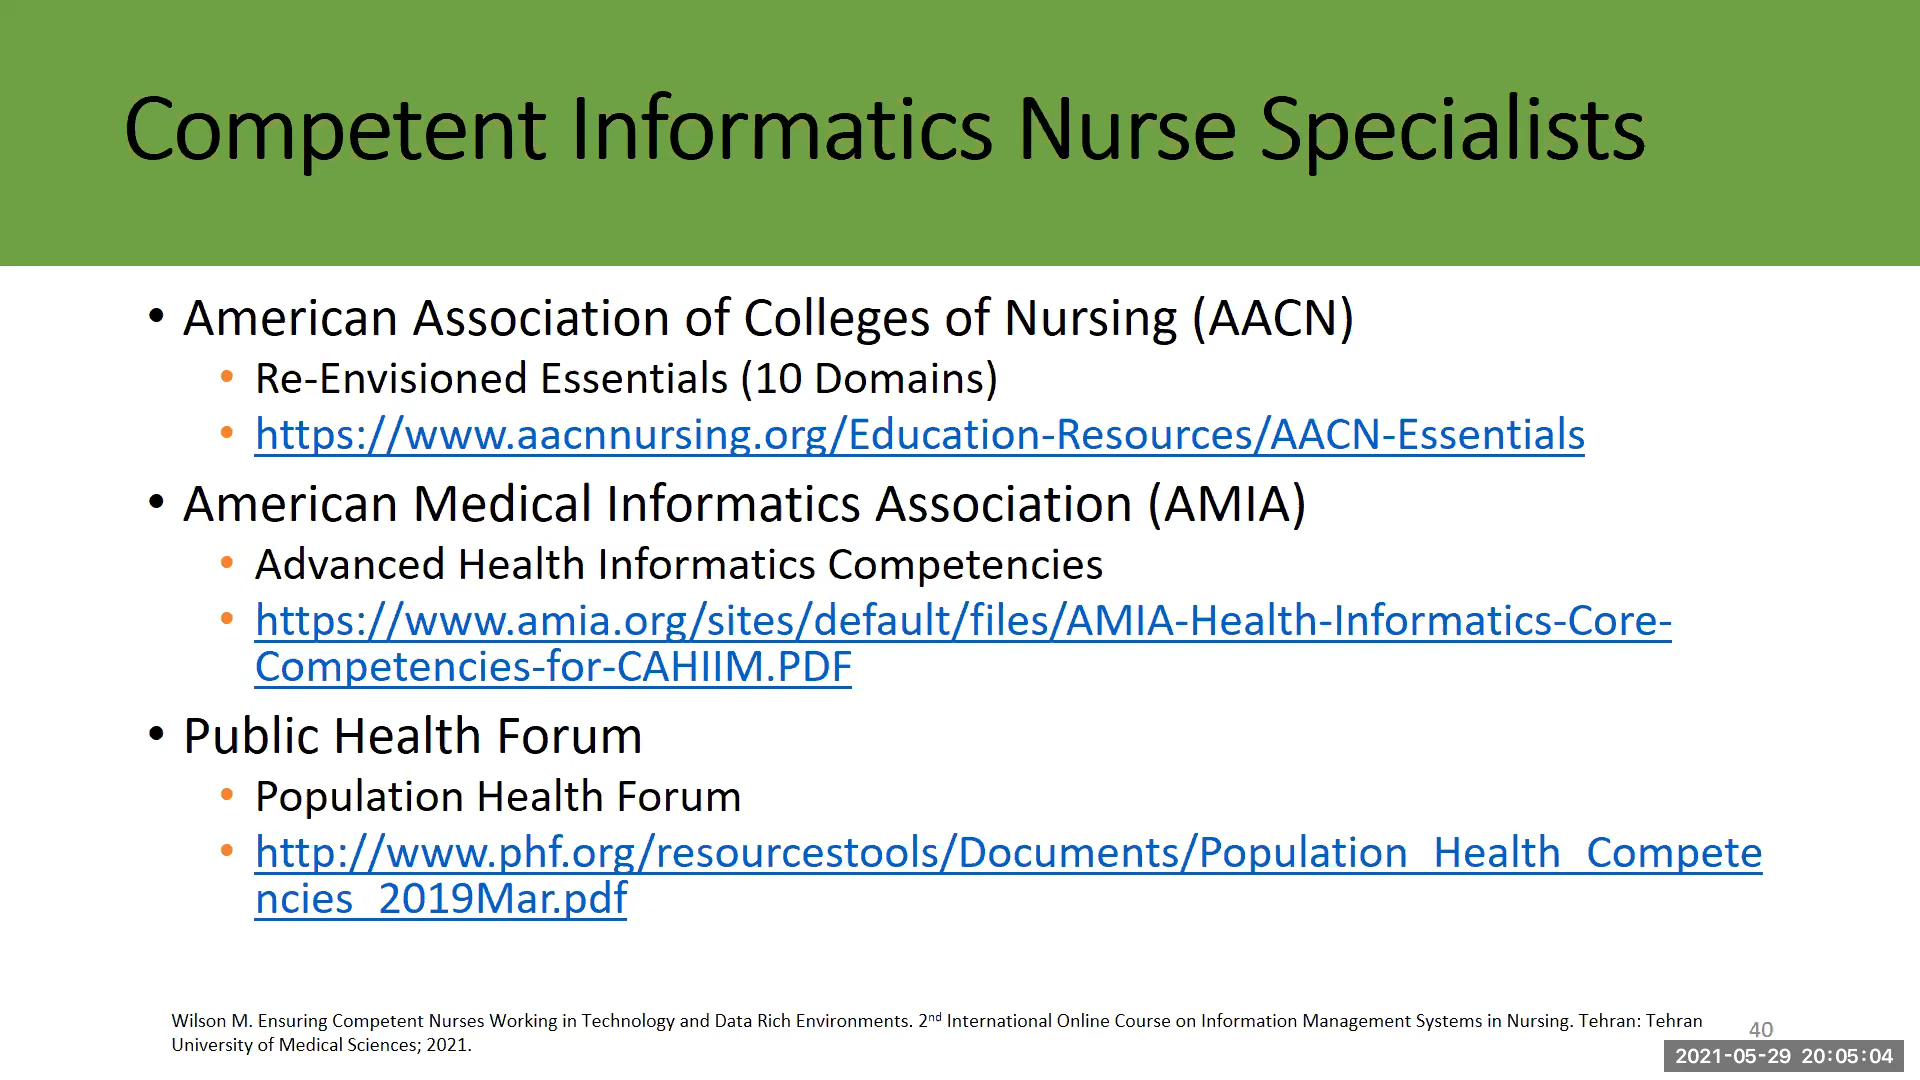 Competent Informatics Nurse Specialists
• American Association of Colleges of Nursing (AACN)
• Re-Envisioned Essentials (10 Domains)
• https://www.aacnnursing.org/Education-Resources/AACN-Essentials
• American Medical Informatics Association (AMIA)
• Advanced Health Informatics Competencies
• https://www.amia.org/sites/default/files/AMIA-Health-Informatics-Core-
Competencies-for-CAHIIM.PDF
• Public Health Forum
• Population Health Forum
• http://www.phf.org/resourcestools/Documents/Population_Health_Compete
ncies_2019Mar.pdf
Wilson M. Ensuring Competent Nurses Working in Technology and Data Rich Environments. 2nd International Online Course on Information Management Systems in Nursing. Tehran: Tehran
University of Medical Sciences; 2021.
40
2021-05-29 20:05:04